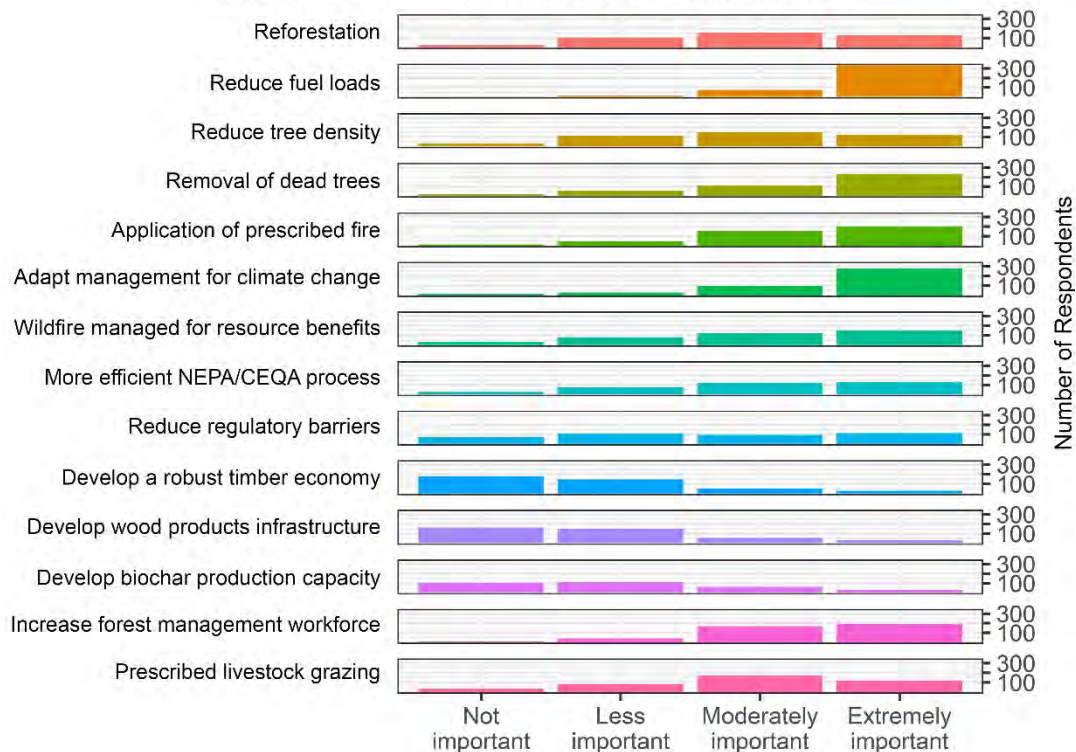 Reforestation
300
100
Reduce fuel loads
300
100
Reduce tree density
300
100
Removal of dead trees
300
100
Application of prescribed fire
300
100
Adapt management for climate change
300
100
Wildfire managed for resource benefits
300
100
More efficient NEPA/CEQA process
300
100
Reduce regulatory barriers
300
100
Develop a robust timber economy
300
100
Develop wood products infrastructure
300
100
Develop biochar production capacity
300
100
Increase forest management workforce
300
100
Prescribed livestock grazing
300
100
Number of Respondents
Not
important
Less
important
Moderately
important
Extremely
important